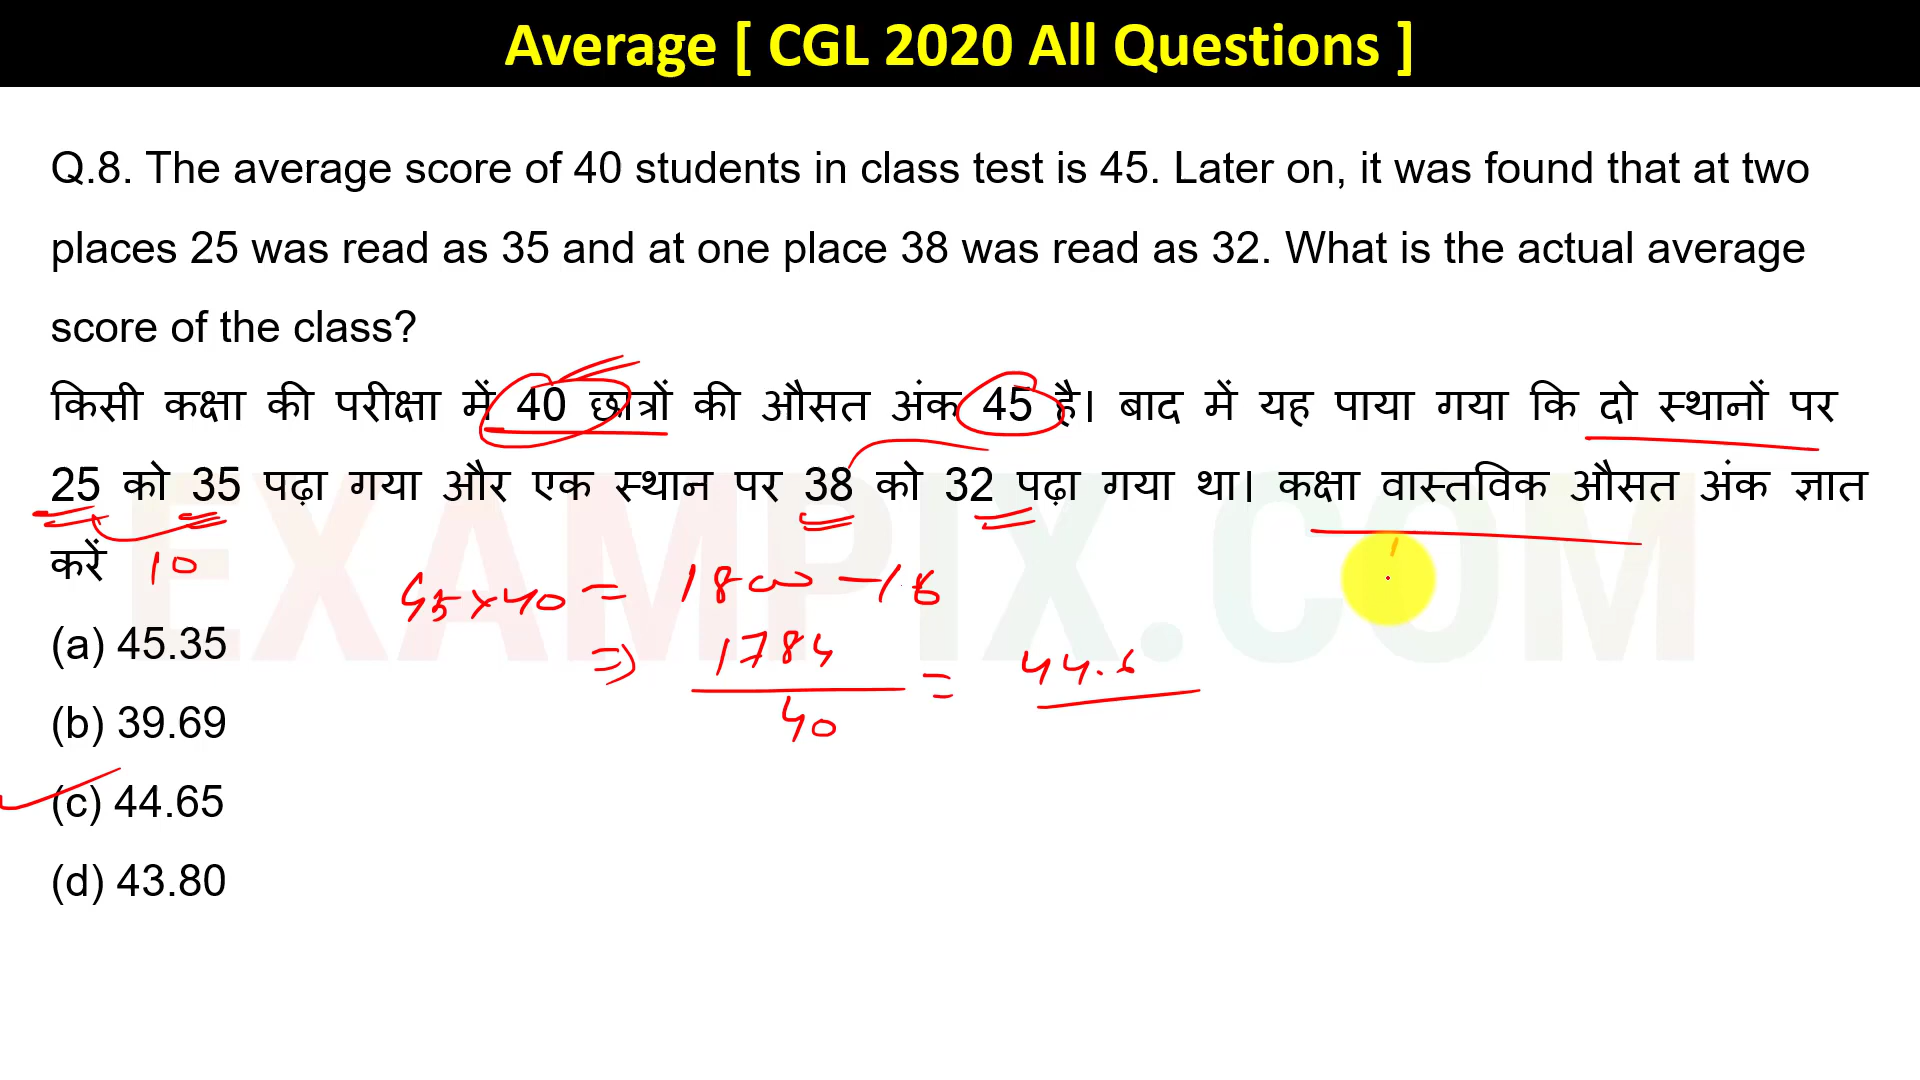 Average [ CGL 2020 All Questions ]
Q.8. The average score of 40 students in class test is 45. Later on, it was found that at two
places 25 was read as 35 and at one place 38 was read as 32. What is the actual average
score of the class?
किसी कक्षा की परीक्षा में 40 छात्रों की औसत अंक 45 है। बाद में यह पाया गया कि दो स्थानों पर
25 को 35 पढ़ा गया और एक स्थान पर 38 को 32 पढ़ा गया था। कक्षा वास्तविक औसत अंक ज्ञात
करें
10
45×40 = 1800 -16
⇒ 1784
40
= 44.6
(a) 45.35
(b) 39.69
(c) 44.65
(d) 43.80
EXAMPIX.COM